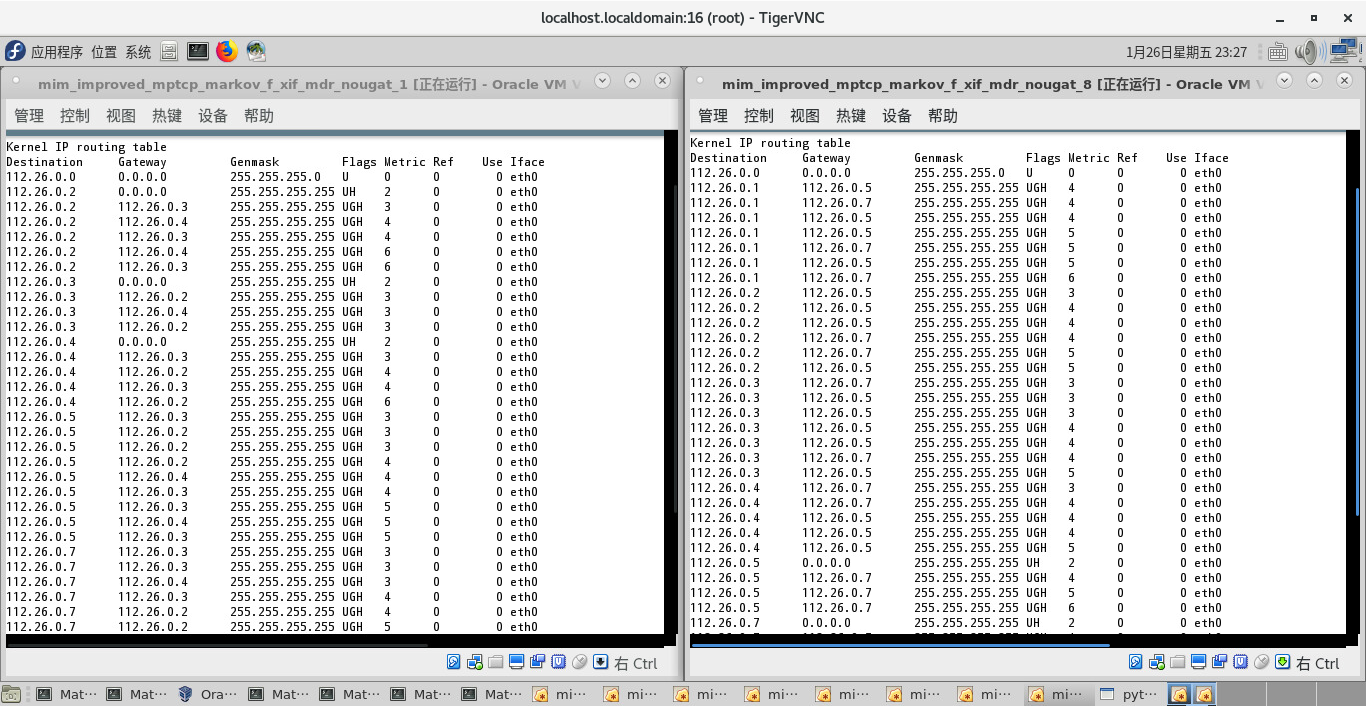 localhost.localdomain:16 (root) - TigerVNC
应用程序 位置 系统
1月26日星期五 23:27
mim_improved_mptcp_markov_f_xif_mdr_nougat_1 [正在运行] - Oracle VM V
管理 控制 视图 热键 设备 帮助
Kernel IP routing table
Destination Gateway Genmask Flags Metric Ref Use Iface
112.26.0.0 0.0.0.0 255.255.255.0 U 0 0 0 eth0
112.26.0.2 0.0.0.0 255.255.255.255 UH 2 0 0 eth0
112.26.0.2 112.26.0.3 255.255.255.255 UGH 3 0 0 eth0
112.26.0.2 112.26.0.4 255.255.255.255 UGH 4 0 0 eth0
112.26.0.2 112.26.0.3 255.255.255.255 UGH 4 0 0 eth0
112.26.0.2 112.26.0.4 255.255.255.255 UGH 6 0 0 eth0
112.26.0.2 112.26.0.3 255.255.255.255 UGH 6 0 0 eth0
112.26.0.3 0.0.0.0 255.255.255.255 UH 2 0 0 eth0
112.26.0.3 112.26.0.2 255.255.255.255 UGH 3 0 0 eth0
112.26.0.3 112.26.0.4 255.255.255.255 UGH 3 0 0 eth0
112.26.0.3 112.26.0.2 255.255.255.255 UGH 3 0 0 eth0
112.26.0.4 0.0.0.0 255.255.255.255 UH 2 0 0 eth0
112.26.0.4 112.26.0.3 255.255.255.255 UGH 3 0 0 eth0
112.26.0.4 112.26.0.2 255.255.255.255 UGH 4 0 0 eth0
112.26.0.4 112.26.0.3 255.255.255.255 UGH 4 0 0 eth0
112.26.0.4 112.26.0.2 255.255.255.255 UGH 6 0 0 eth0
112.26.0.5 112.26.0.3 255.255.255.255 UGH 3 0 0 eth0
112.26.0.5 112.26.0.2 255.255.255.255 UGH 3 0 0 eth0
112.26.0.5 112.26.0.2 255.255.255.255 UGH 3 0 0 eth0
112.26.0.5 112.26.0.2 255.255.255.255 UGH 4 0 0 eth0
112.26.0.5 112.26.0.4 255.255.255.255 UGH 4 0 0 eth0
112.26.0.5 112.26.0.3 255.255.255.255 UGH 4 0 0 eth0
112.26.0.5 112.26.0.3 255.255.255.255 UGH 5 0 0 eth0
112.26.0.5 112.26.0.4 255.255.255.255 UGH 5 0 0 eth0
112.26.0.5 112.26.0.3 255.255.255.255 UGH 5 0 0 eth0
112.26.0.7 112.26.0.3 255.255.255.255 UGH 3 0 0 eth0
112.26.0.7 112.26.0.3 255.255.255.255 UGH 3 0 0 eth0
112.26.0.7 112.26.0.4 255.255.255.255 UGH 3 0 0 eth0
112.26.0.7 112.26.0.3 255.255.255.255 UGH 4 0 0 eth0
112.26.0.7 112.26.0.2 255.255.255.255 UGH 4 0 0 eth0
112.26.0.7 112.26.0.2 255.255.255.255 UGH 5 0 0 eth0
右 Ctrl
mim_improved_mptcp_markov_f_xif_mdr_nougat_8 [正在运行] - Oracle VM V
管理 控制 视图 热键 设备 帮助
Kernel IP routing table
Destination Gateway Genmask Flags Metric Ref Use Iface
112.26.0.0 0.0.0.0 255.255.255.0 U 0 0 0 eth0
112.26.0.1 112.26.0.5 255.255.255.255 UGH 4 0 0 eth0
112.26.0.1 112.26.0.7 255.255.255.255 UGH 4 0 0 eth0
112.26.0.1 112.26.0.5 255.255.255.255 UGH 4 0 0 eth0
112.26.0.1 112.26.0.5 255.255.255.255 UGH 5 0 0 eth0
112.26.0.1 112.26.0.7 255.255.255.255 UGH 5 0 0 eth0
112.26.0.1 112.26.0.5 255.255.255.255 UGH 5 0 0 eth0
112.26.0.1 112.26.0.7 255.255.255.255 UGH 6 0 0 eth0
112.26.0.2 112.26.0.5 255.255.255.255 UGH 3 0 0 eth0
112.26.0.2 112.26.0.5 255.255.255.255 UGH 4 0 0 eth0
112.26.0.2 112.26.0.5 255.255.255.255 UGH 4 0 0 eth0
112.26.0.2 112.26.0.7 255.255.255.255 UGH 4 0 0 eth0
112.26.0.2 112.26.0.7 255.255.255.255 UGH 5 0 0 eth0
112.26.0.2 112.26.0.5 255.255.255.255 UGH 5 0 0 eth0
112.26.0.3 112.26.0.7 255.255.255.255 UGH 3 0 0 eth0
112.26.0.3 112.26.0.5 255.255.255.255 UGH 3 0 0 eth0
112.26.0.3 112.26.0.5 255.255.255.255 UGH 3 0 0 eth0
112.26.0.3 112.26.0.5 255.255.255.255 UGH 4 0 0 eth0
112.26.0.3 112.26.0.5 255.255.255.255 UGH 4 0 0 eth0
112.26.0.3 112.26.0.7 255.255.255.255 UGH 4 0 0 eth0
112.26.0.3 112.26.0.5 255.255.255.255 UGH 5 0 0 eth0
112.26.0.4 112.26.0.7 255.255.255.255 UGH 3 0 0 eth0
112.26.0.4 112.26.0.7 255.255.255.255 UGH 4 0 0 eth0
112.26.0.4 112.26.0.5 255.255.255.255 UGH 4 0 0 eth0
112.26.0.4 112.26.0.5 255.255.255.255 UGH 4 0 0 eth0
112.26.0.4 112.26.0.5 255.255.255.255 UGH 5 0 0 eth0
112.26.0.5 0.0.0.0 255.255.255.255 UH 2 0 0 eth0
112.26.0.5 112.26.0.7 255.255.255.255 UGH 4 0 0 eth0
112.26.0.5 112.26.0.7 255.255.255.255 UGH 5 0 0 eth0
112.26.0.5 112.26.0.7 255.255.255.255 UGH 6 0 0 eth0
112.26.0.7 0.0.0.0 255.255.255.255 UH 2 0 0 eth0
右 Ctrl
Mat… Mat… Ora… Mat… Mat… Mat… Mat… mi… mi… mi… mi… mi… mi… mi… mi… pyt…